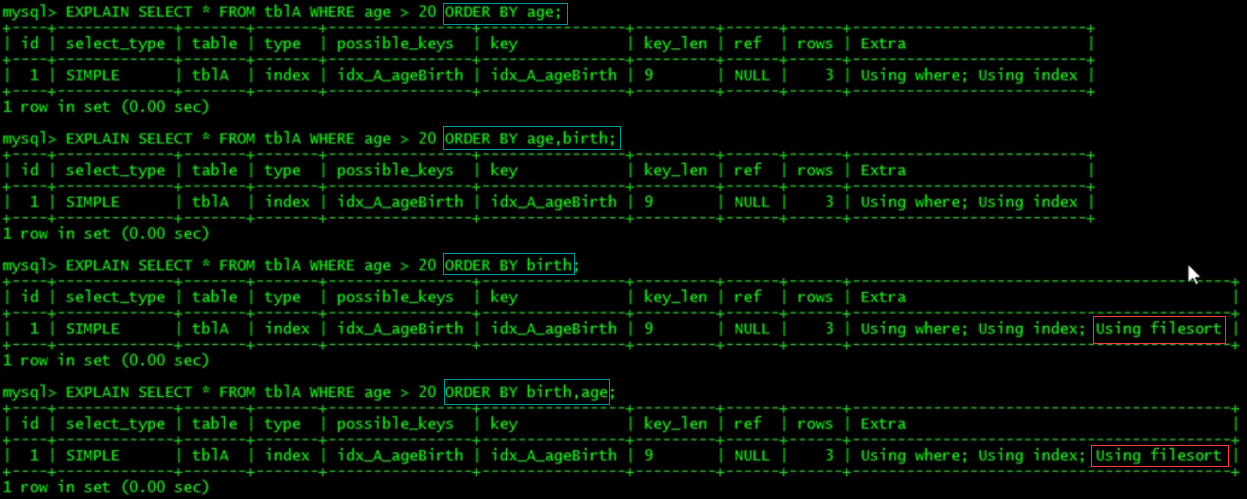 mysql> EXPLAIN SELECT * FROM tblA WHERE age > 20 ORDER BY age;
| id | select_type | table | type | possible_keys | key | key_len | ref | rows | Extra |
| 1 | SIMPLE | tblA | index | idx_A_ageBirth | idx_A_ageBirth | 9 | NULL | 3 | Using where; Using index |
1 row in set (0.00 sec)
mysql> EXPLAIN SELECT * FROM tblA WHERE age > 20 ORDER BY age,birth;
| id | select_type | table | type | possible_keys | key | key_len | ref | rows | Extra |
| 1 | SIMPLE | tblA | index | idx_A_ageBirth | idx_A_ageBirth | 9 | NULL | 3 | Using where; Using index |
1 row in set (0.00 sec)
mysql> EXPLAIN SELECT * FROM tblA WHERE age > 20 ORDER BY birth;
| id | select_type | table | type | possible_keys | key | key_len | ref | rows | Extra |
| 1 | SIMPLE | tblA | index | idx_A_ageBirth | idx_A_ageBirth | 9 | NULL | 3 | Using where; Using index; Using filesort |
1 row in set (0.00 sec)
mysql> EXPLAIN SELECT * FROM tblA WHERE age > 20 ORDER BY birth,age;
| id | select_type | table | type | possible_keys | key | key_len | ref | rows | Extra |
| 1 | SIMPLE | tblA | index | idx_A_ageBirth | idx_A_ageBirth | 9 | NULL | 3 | Using where; Using index; Using filesort |
1 row in set (0.00 sec)